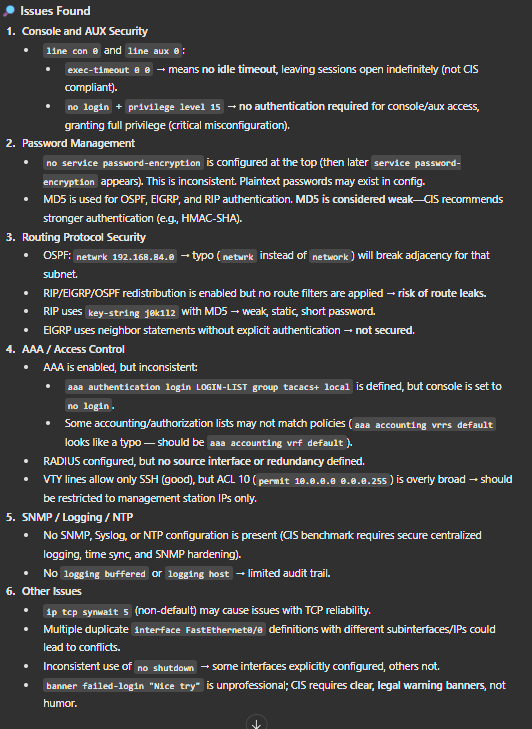 🔎 Issues Found
1. Console and AUX Security
line con 0 and line aux 0 :
exec-timeout 0 0 → means no idle timeout, leaving sessions open indefinitely (not CIS
compliant).
no login + privilege level 15 → no authentication required for console/aux access,
granting full privilege (critical misconfiguration).
2. Password Management
no service password-encryption is configured at the top (then later service password-
encryption appears). This is inconsistent. Plaintext passwords may exist in config.
MD5 is used for OSPF, EIGRP, and RIP authentication. MD5 is considered weak—CIS recommends
stronger authentication (e.g., HMAC-SHA).
3. Routing Protocol Security
OSPF: netwrk 192.168.84.0 → typo ( netwrk instead of network ) will break adjacency for that
subnet.
RIP/EIGRP/OSPF redistribution is enabled but no route filters are applied → risk of route leaks.
RIP uses key-string j0k1l2 with MD5 → weak, static, short password.
EIGRP uses neighbor statements without explicit authentication → not secured.
4. AAA / Access Control
AAA is enabled, but inconsistent:
aaa authentication login LOGIN-LIST group tacacs+ local is defined, but console is set to
no login .
Some accounting/authorization lists may not match policies ( aaa accounting vrrs default
looks like a typo — should be aaa accounting vrf default ).
RADIUS configured, but no source interface or redundancy defined.
VTY lines allow only SSH (good), but ACL 10 ( permit 10.0.0.0 0.0.0.255 ) is overly broad → should
be restricted to management station IPs only.
5. SNMP / Logging / NTP
No SNMP, Syslog, or NTP configuration is present (CIS benchmark requires secure centralized
logging, time sync, and SNMP hardening).
No logging buffered or logging host → limited audit trail.
6. Other Issues
ip tcp synwait 5 (non-default) may cause issues with TCP reliability.
Multiple duplicate interface FastEthernet0/0 definitions with different subinterfaces/IPs could
lead to conflicts.
Inconsistent use of no shutdown → some interfaces explicitly configured, others not.
banner failed-login "Nice try" is unprofessional; CIS requires clear, legal warning banners, not
humor.